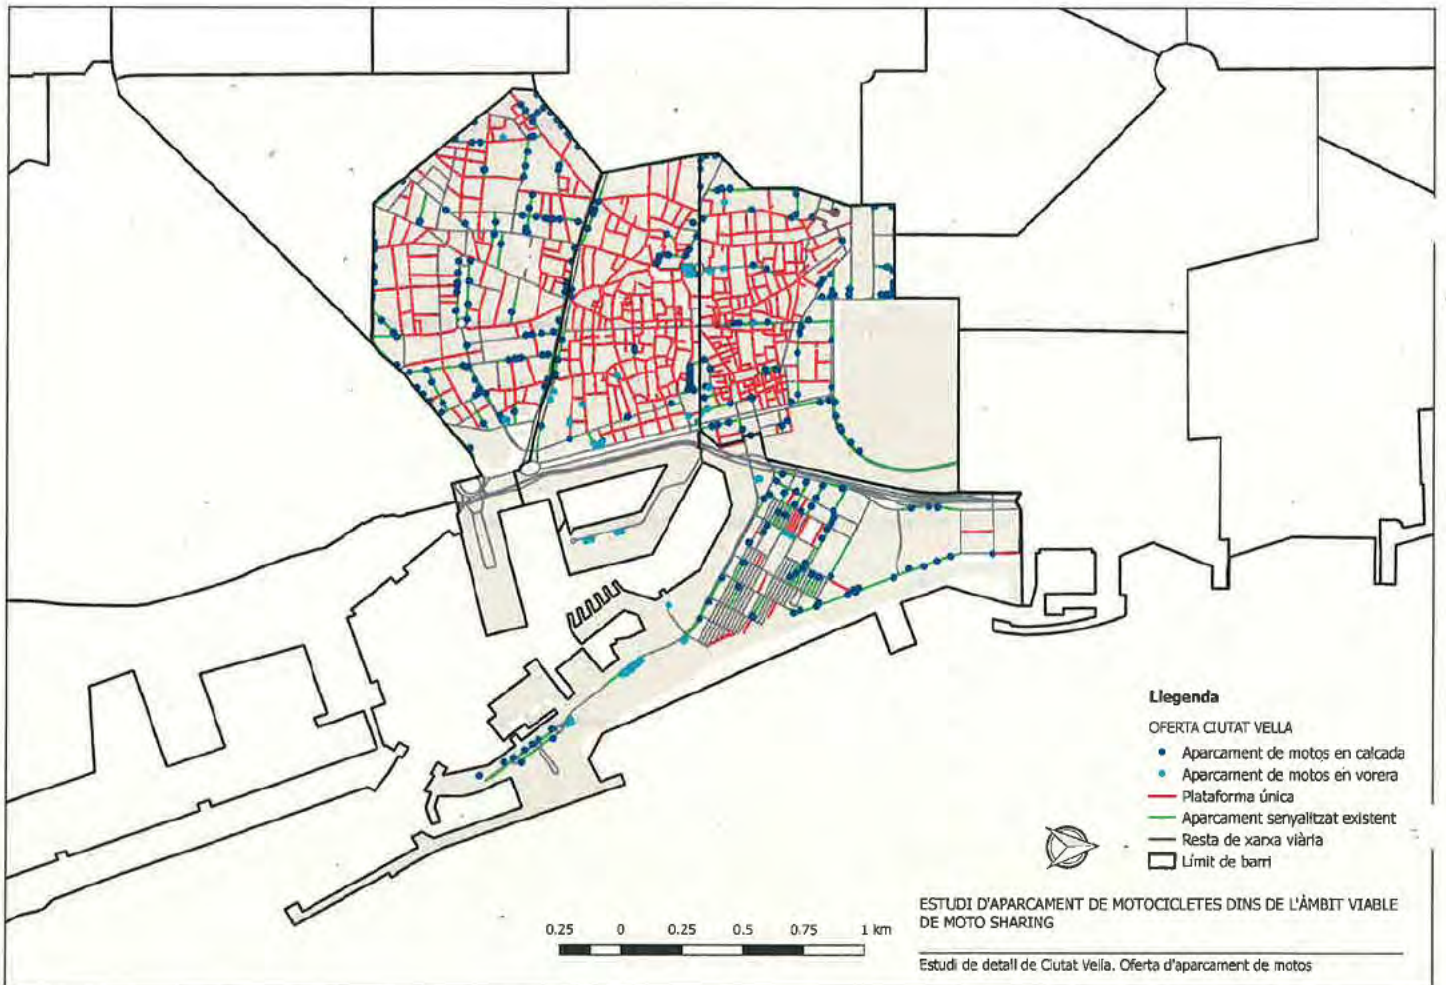 Llegenda
OFERTA CIUTAT VELLA
Aparcament de motos en calcada
Aparcament de motos en vorera
Plataforma única
Aparcament senyalitzat existent
Resta de xarxa viària
Límit de barri
ESTUDI D'APARCAMENT DE MOTOCICLETES DINS DE L'ÀMBIT VIABLE
DE MOTO SHARING
0.25 0 0.25 0.5 0.75 1 km
Estudi de detall de Ciutat Vella. Oferta d'aparcament de motos